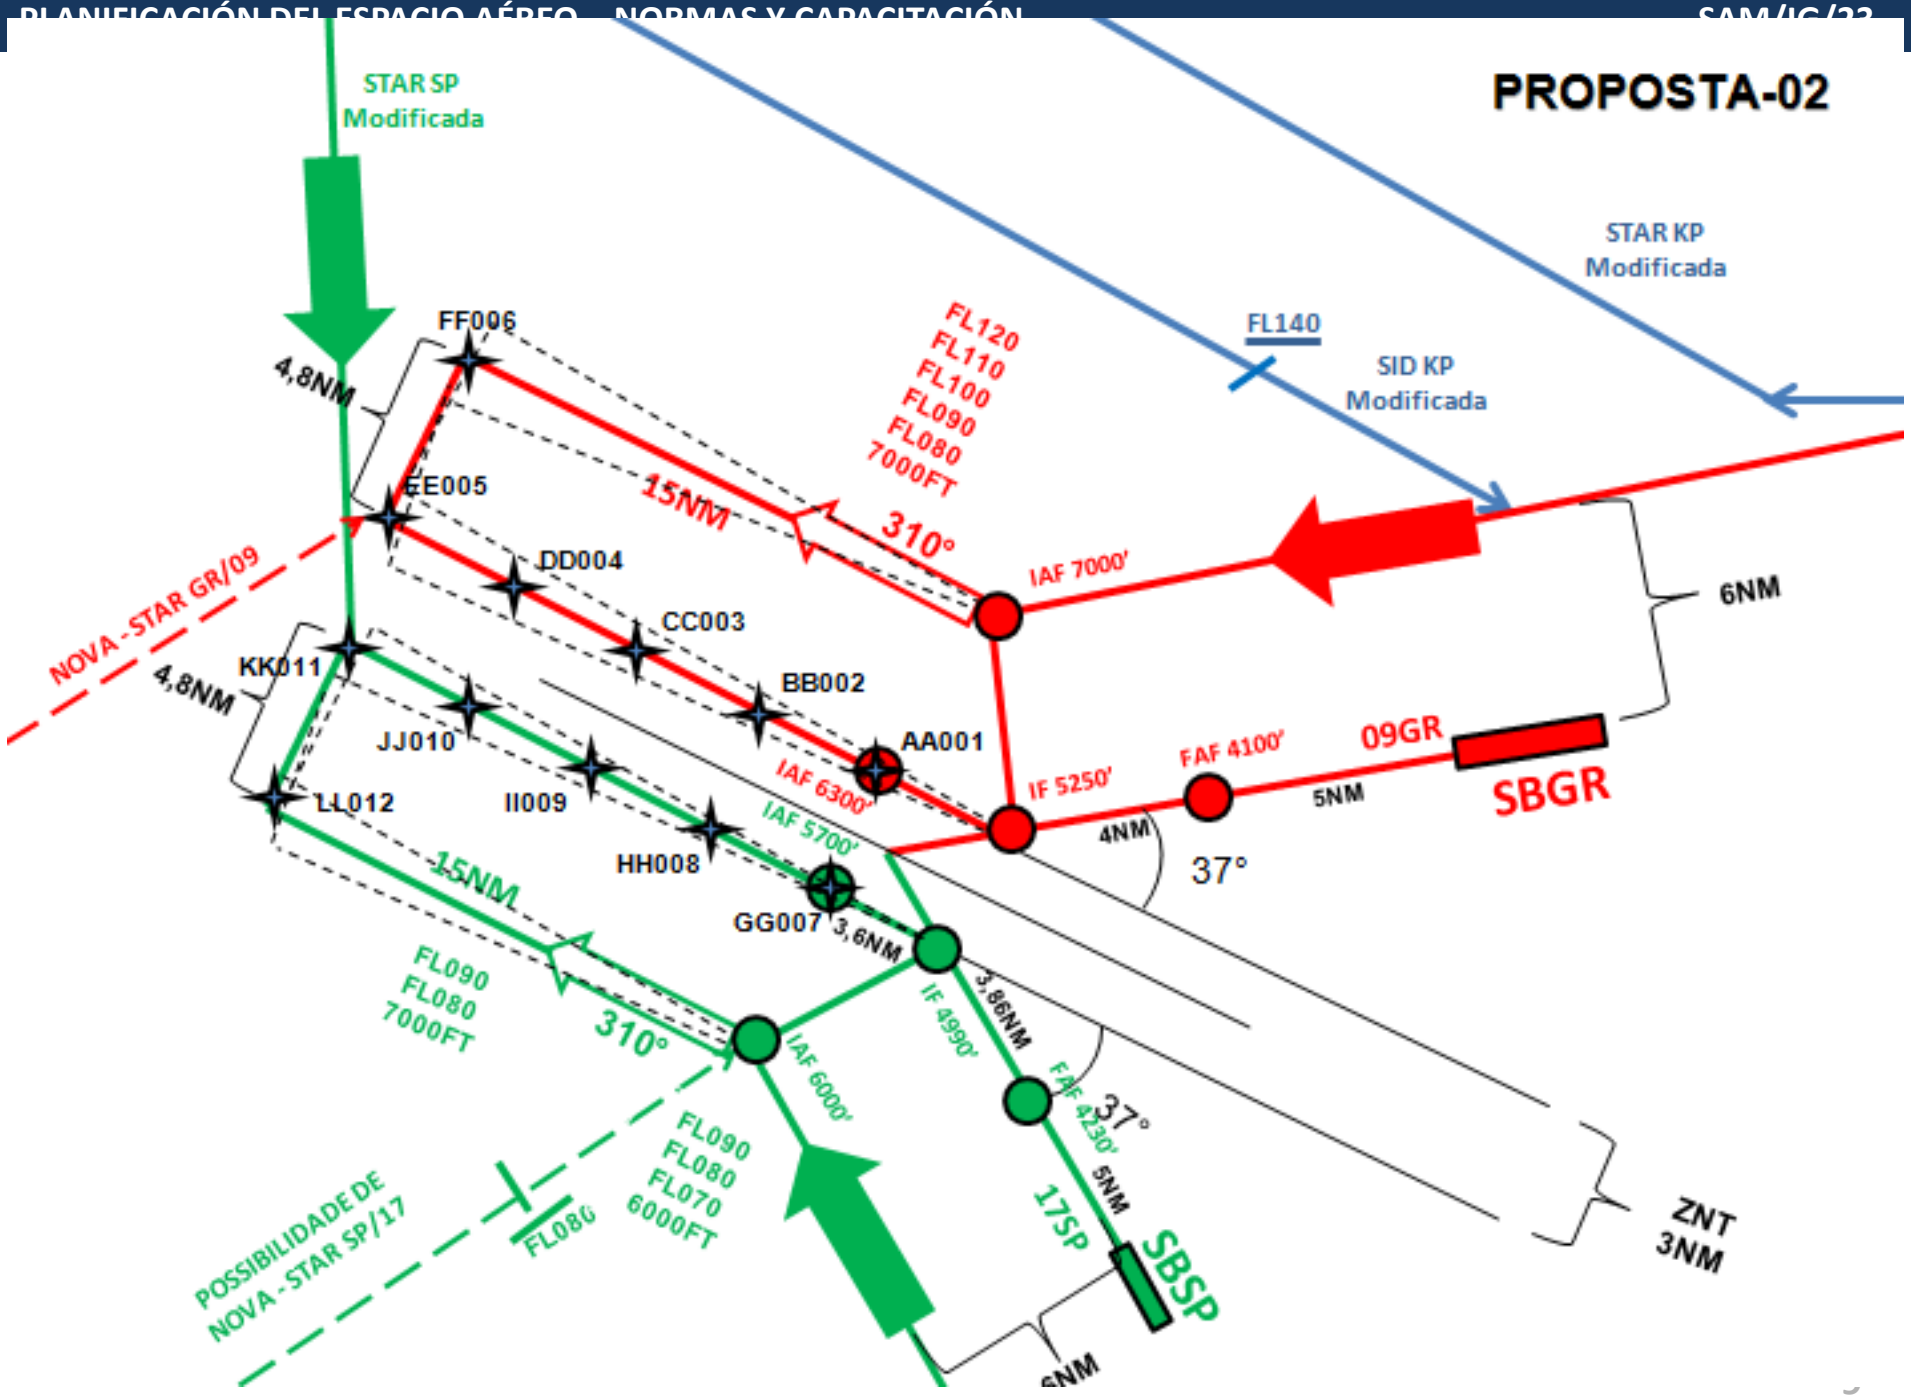 PLANIFICACIÓN DEL ESPACIO AÉREO – NORMAS Y CAPACITACIÓN
SAM/IG/23
PROPOSTA-02
STAR SP
Modificada
STAR KP
Modificada
FL140
SID KP
Modificada
FF006
4,8NM
FL120
FL110
FL100
FL090
FL080
7000FT
EE005
15NM
310°
IAF 7000’
6NM
NOVA - STAR GR/09
DD004
CC003
BB002
AA001
KK011
4,8NM
JJ010
IAF 6300’
IF 5250’
FAF 4100’
09GR
SBGR
5NM
4NM
37°
LL012
II009
HH008
IAF 5700’
GG007
3,6NM
15NM
FL090
FL080
7000FT
310°
IF 4990’
3,86NM
IAF 6000’
FAF 4230’
37°
5NM
17SP
SBSP
FL090
FL080
FL070
6000FT
POSSIBILIDADE DE
NOVA - STAR SP/17
FL080
ZNT
3NM
6NM